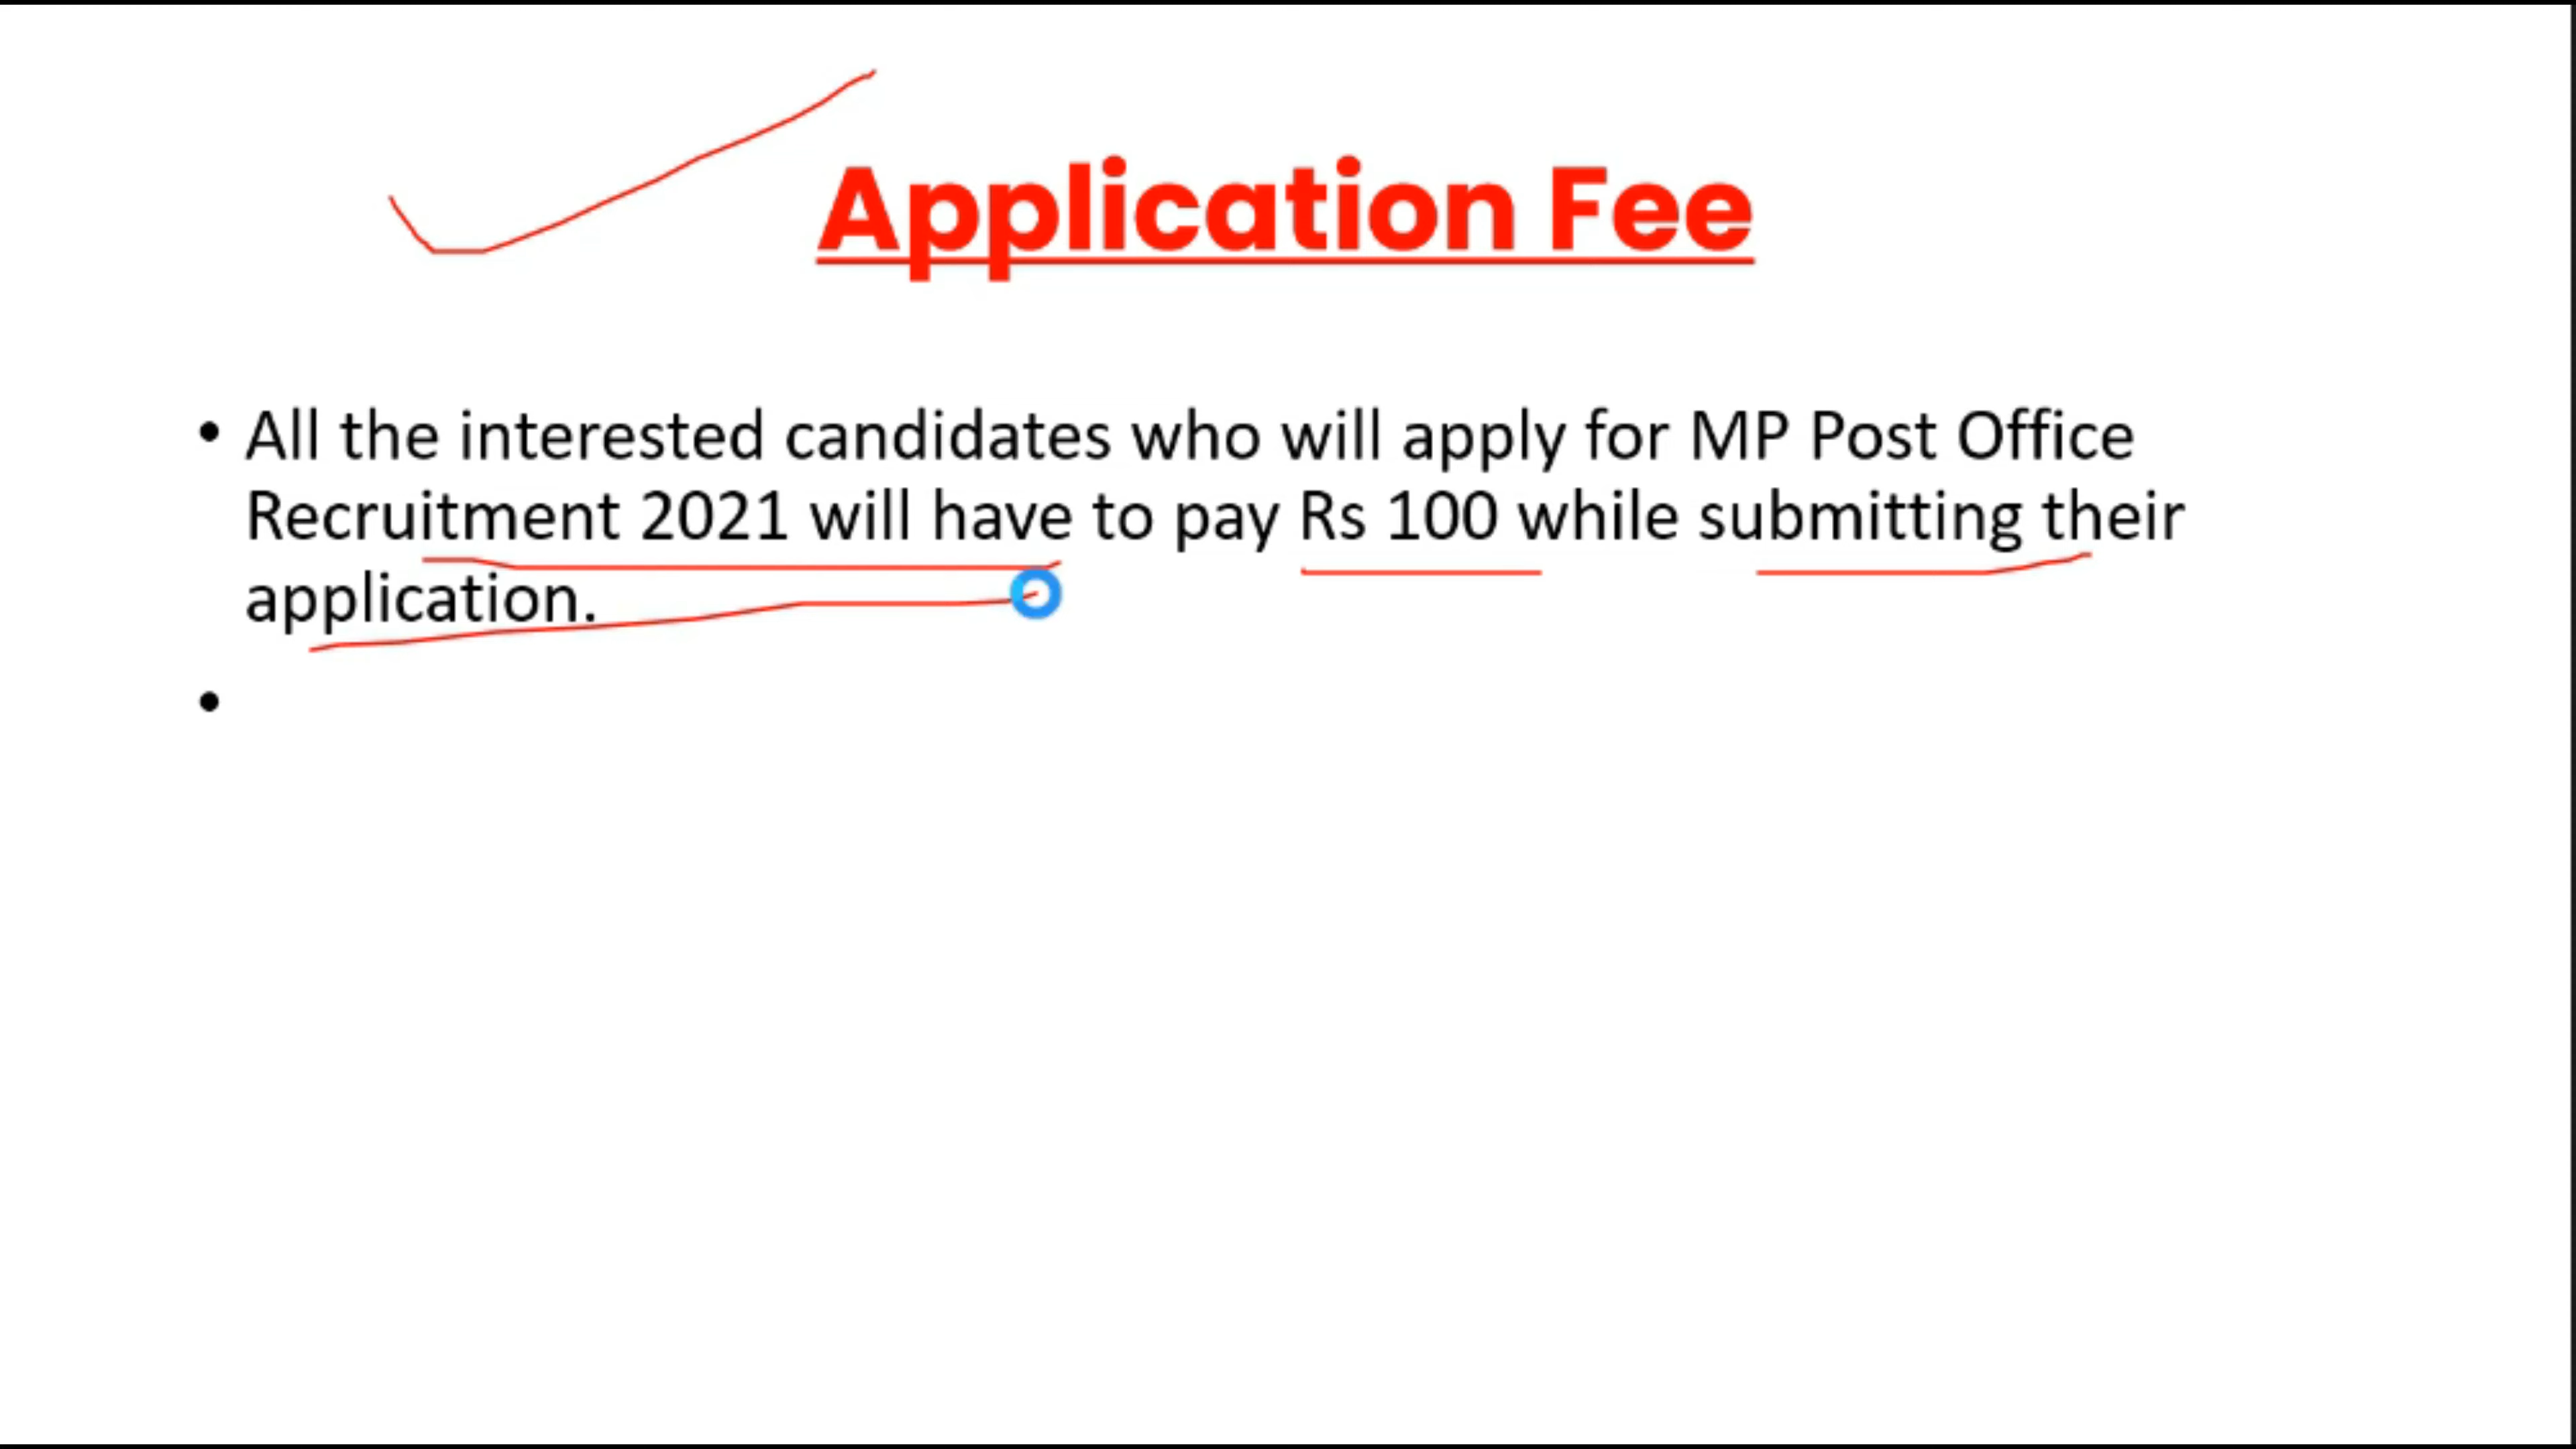 Application Fee
• All the interested candidates who will apply for MP Post Office
Recruitment 2021 will have to pay Rs 100 while submitting their
application.
•